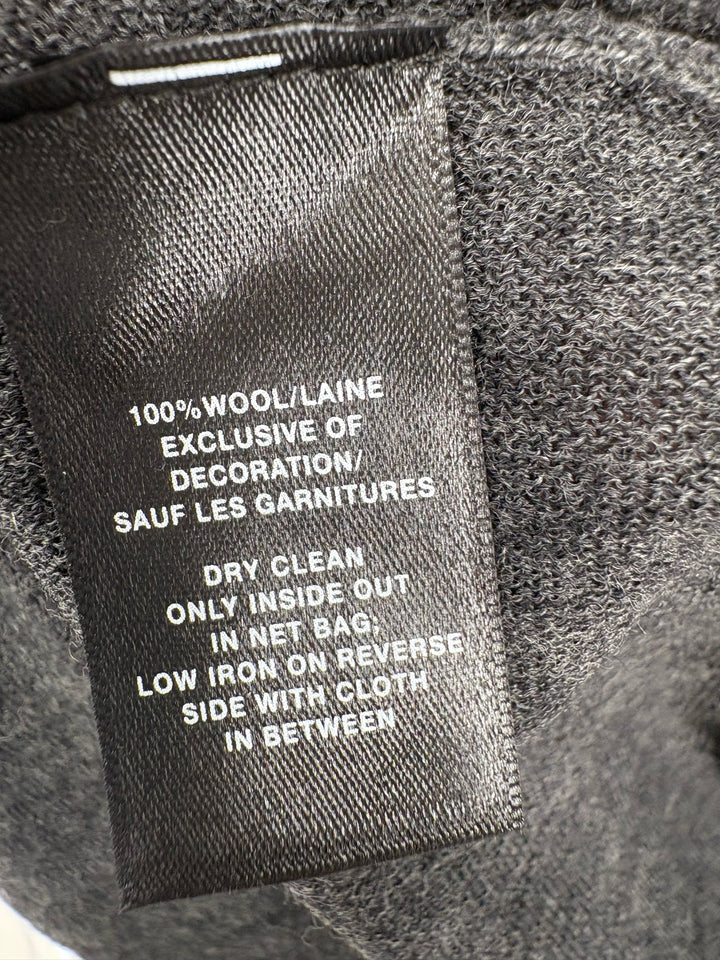 100% WOOL/LAINE
EXCLUSIVE OF
DECORATION/
SAUF LES GARNITURES
DRY CLEAN
ONLY INSIDE OUT
IN NET BAG.
LOW IRON ON REVERSE
SIDE WITH CLOTH
IN BETWEEN